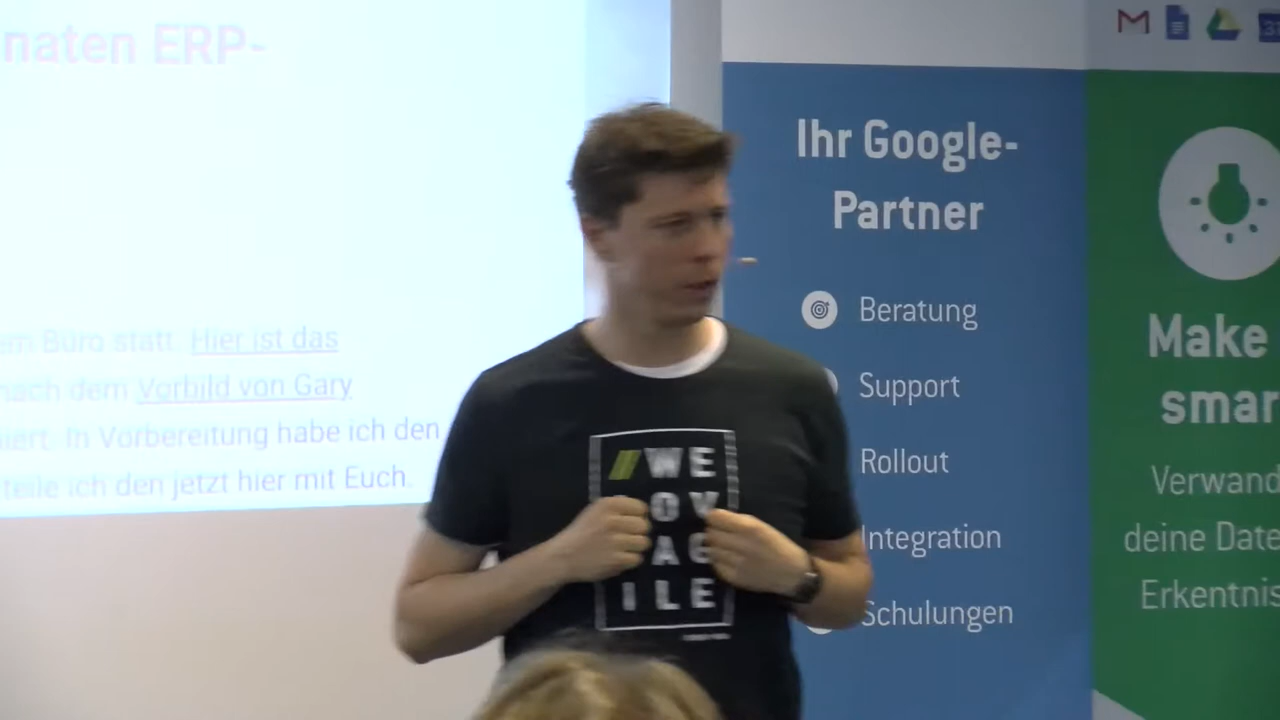 naten ERP-
em Büro statt. Hier ist das
nach dem Vorbild von Gary
iert. In Vorbereitung habe ich den
teile ich den jetzt hier mit Euch.
//WE
OV
AG
ILE
Ihr Google-
Partner
Beratung
Support
Rollout
Integration
Schulungen
31
Make
smar
Verwand
deine Date
Erkentnis